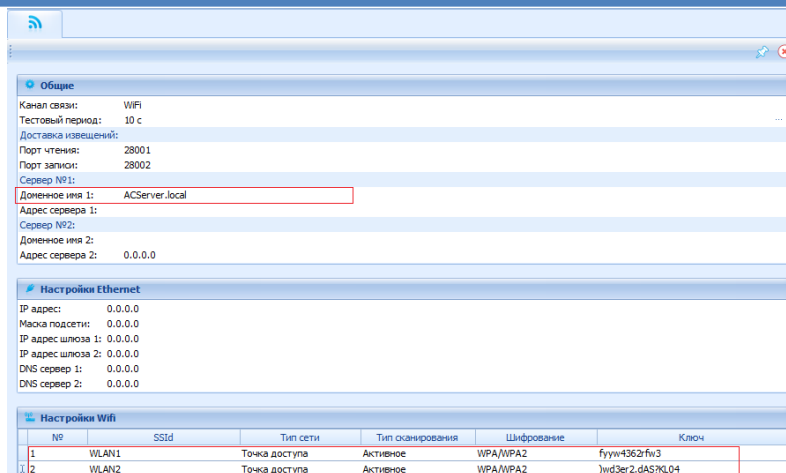 Общие
Канал связи: WiFi
Тестовый период: 10 с ...
Доставка извещений:
Порт чтения: 28001
Порт записи: 28002
Сервер №1:
Доменное имя 1: ACServer.local
Адрес сервера 1:
Сервер №2:
Доменное имя 2:
Адрес сервера 2: 0.0.0.0
Настройки Ethernet
IP адрес: 0.0.0.0
Маска подсети: 0.0.0.0
IP адрес шлюза 1: 0.0.0.0
IP адрес шлюза 2: 0.0.0.0
DNS сервер 1: 0.0.0.0
DNS сервер 2: 0.0.0.0
Настройки Wifi
№ SSId Тип сети Тип сканирования Шифрование Ключ
1 WLAN1 Точка доступа Активное WPA/WPA2 fyyw4362rfw3
2 WLAN2 Точка доступа Активное WPA/WPA2 )wd3er2.dAS?KL04